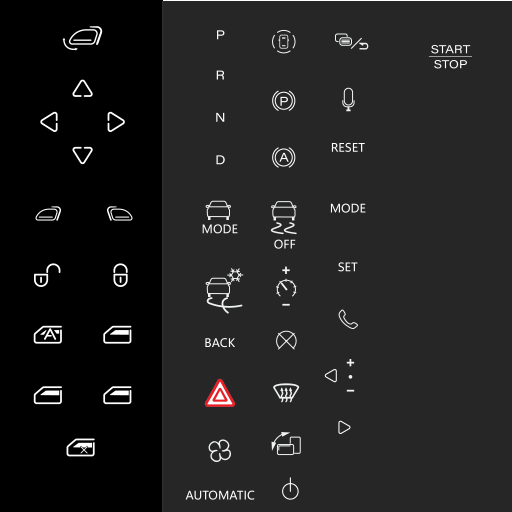 P
START
STOP
R
P
N
RESET
D
A
MODE
MODE
OFF
SET
A
BACK
AUTOMATIC